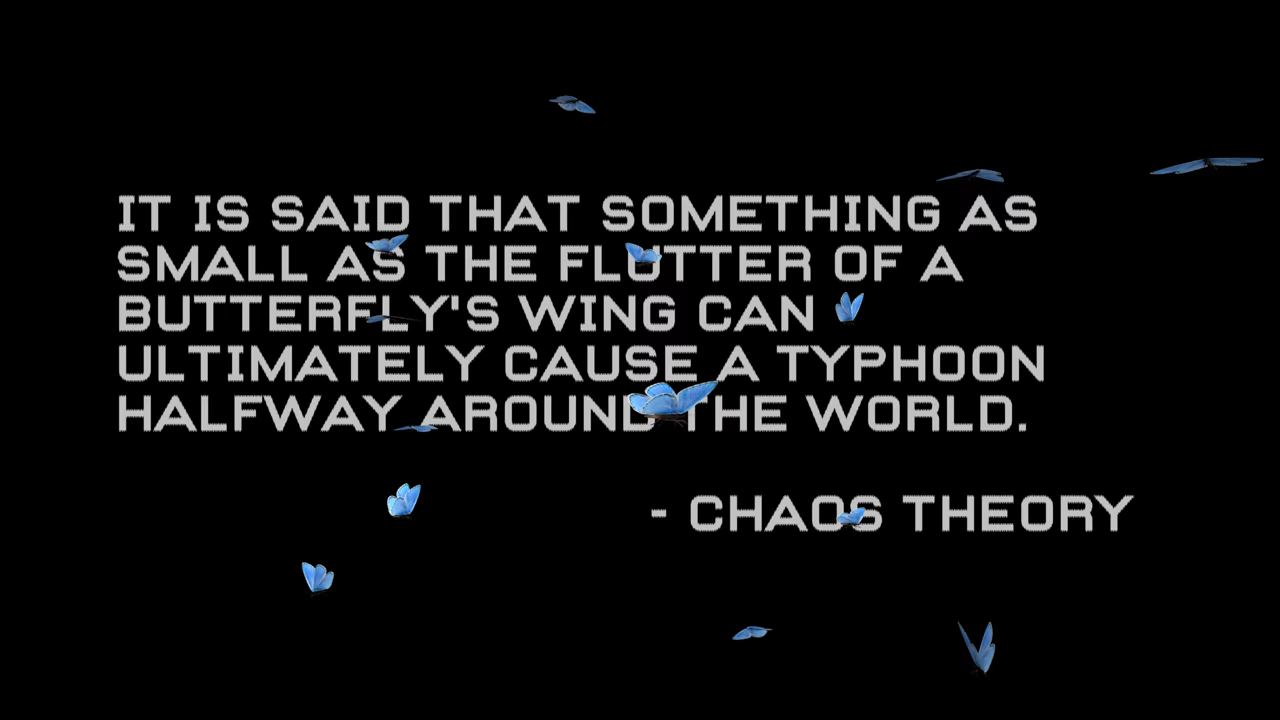 IT IS SAID THAT SOMETHING AS
SMALL AS THE FLUTTER OF A
BUTTERFLY'S WING CAN
ULTIMATELY CAUSE A TYPHOON
HALFWAY AROUND THE WORLD.
- CHAOS THEORY